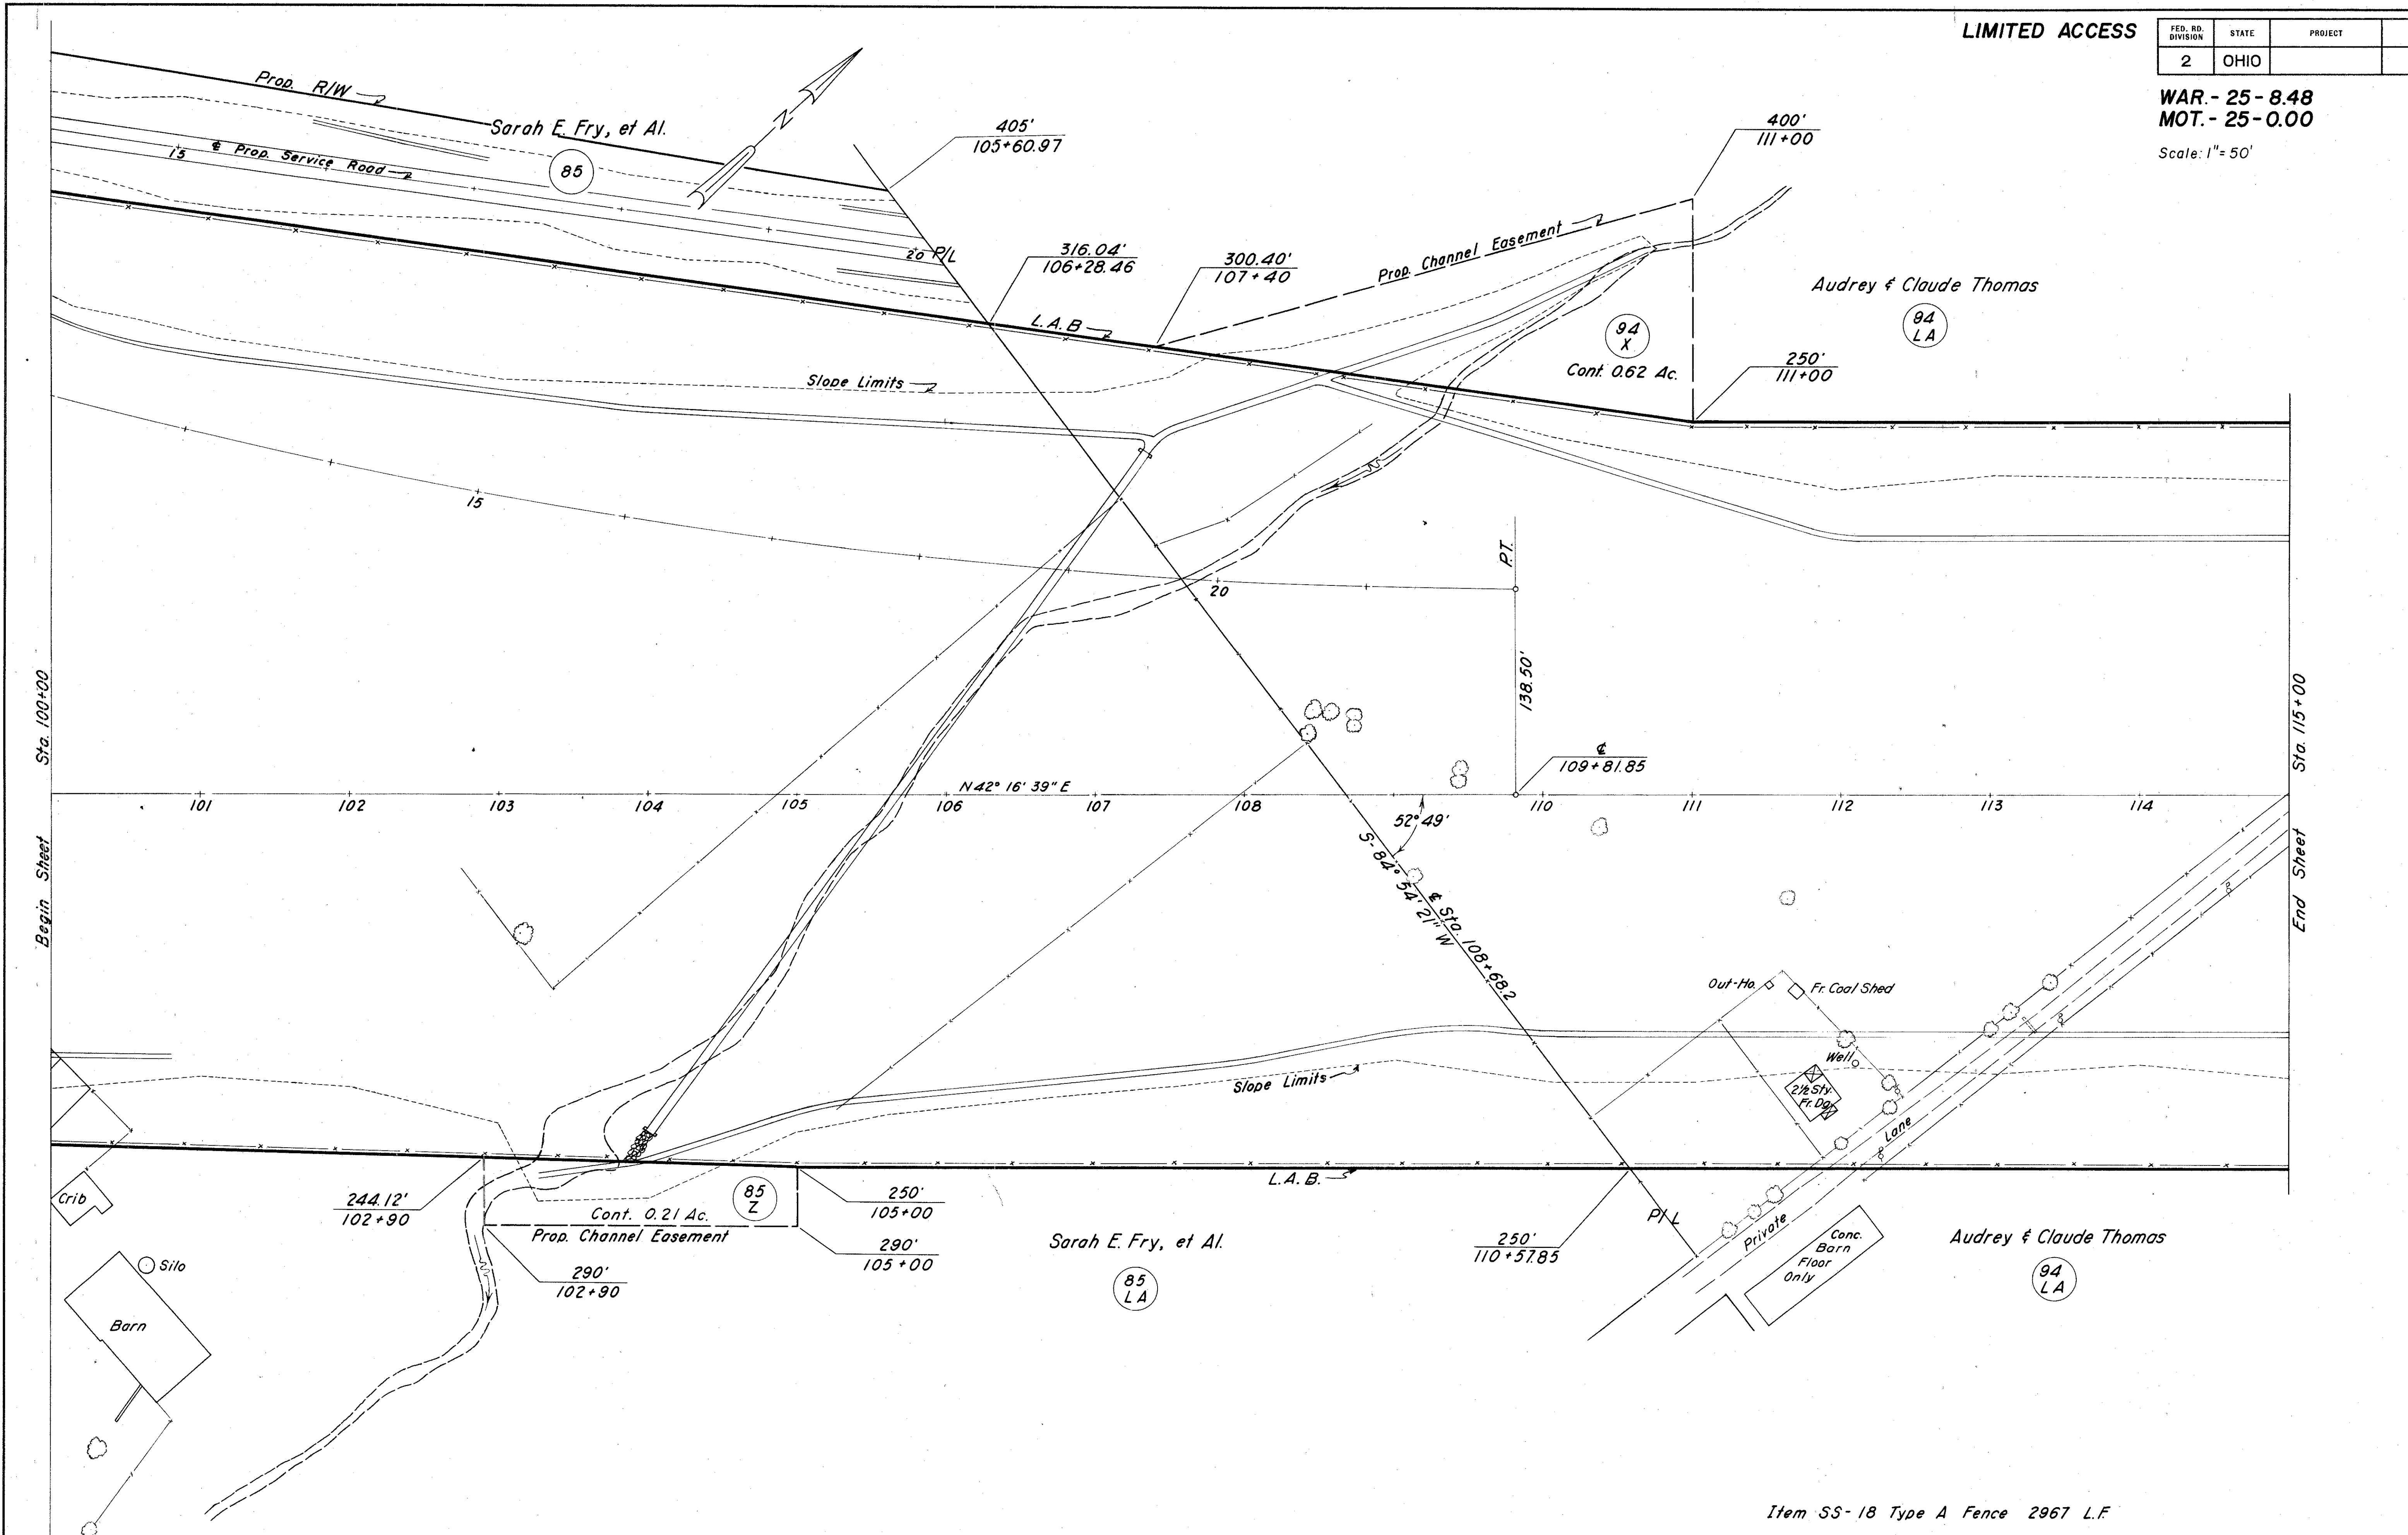 LIMITED ACCESS
FED. RD. DIVISION
STATE
PROJECT
2
OHIO
WAR.- 25 - 8.48
MOT.- 25 - 0.00
Scale: 1" = 50'
Prop. R/W
Sarah E. Fry, et Al.
85
℄ Prop. Service Road
15
20
P/L
N
405'
105+60.97
400'
111+00
316.04'
106+28.46
300.40'
107+40
Prop. Channel Easement
L.A.B
Audrey & Claude Thomas
94
LA
94
X
Cont. 0.62 Ac.
250'
111+00
Slope Limits
15
20
P.T.
138.50'
℄
109+81.85
Begin Sheet Sta. 100+00
End Sheet Sta. 115+00
N 42° 16' 39" E
101
102
103
104
105
106
107
108
110
111
112
113
114
52° 49'
S- 84° 54' 21" W
℄ Sta. 108+68.2
Out-Ho.
Fr. Coal Shed
Well
2½ Sty.
Fr. Dg.
Slope Limits
L.A.B.
Private Lane
Crib
Silo
Barn
244.12'
102+90
85
Z
Cont. 0.21 Ac.
Prop. Channel Easement
250'
105+00
290'
105+00
290'
102+90
Sarah E. Fry, et Al.
85
LA
250'
110+57.85
P/L
Conc.
Barn
Floor
Only
Audrey & Claude Thomas
94
LA
Item SS-18 Type A Fence 2967 L.F.